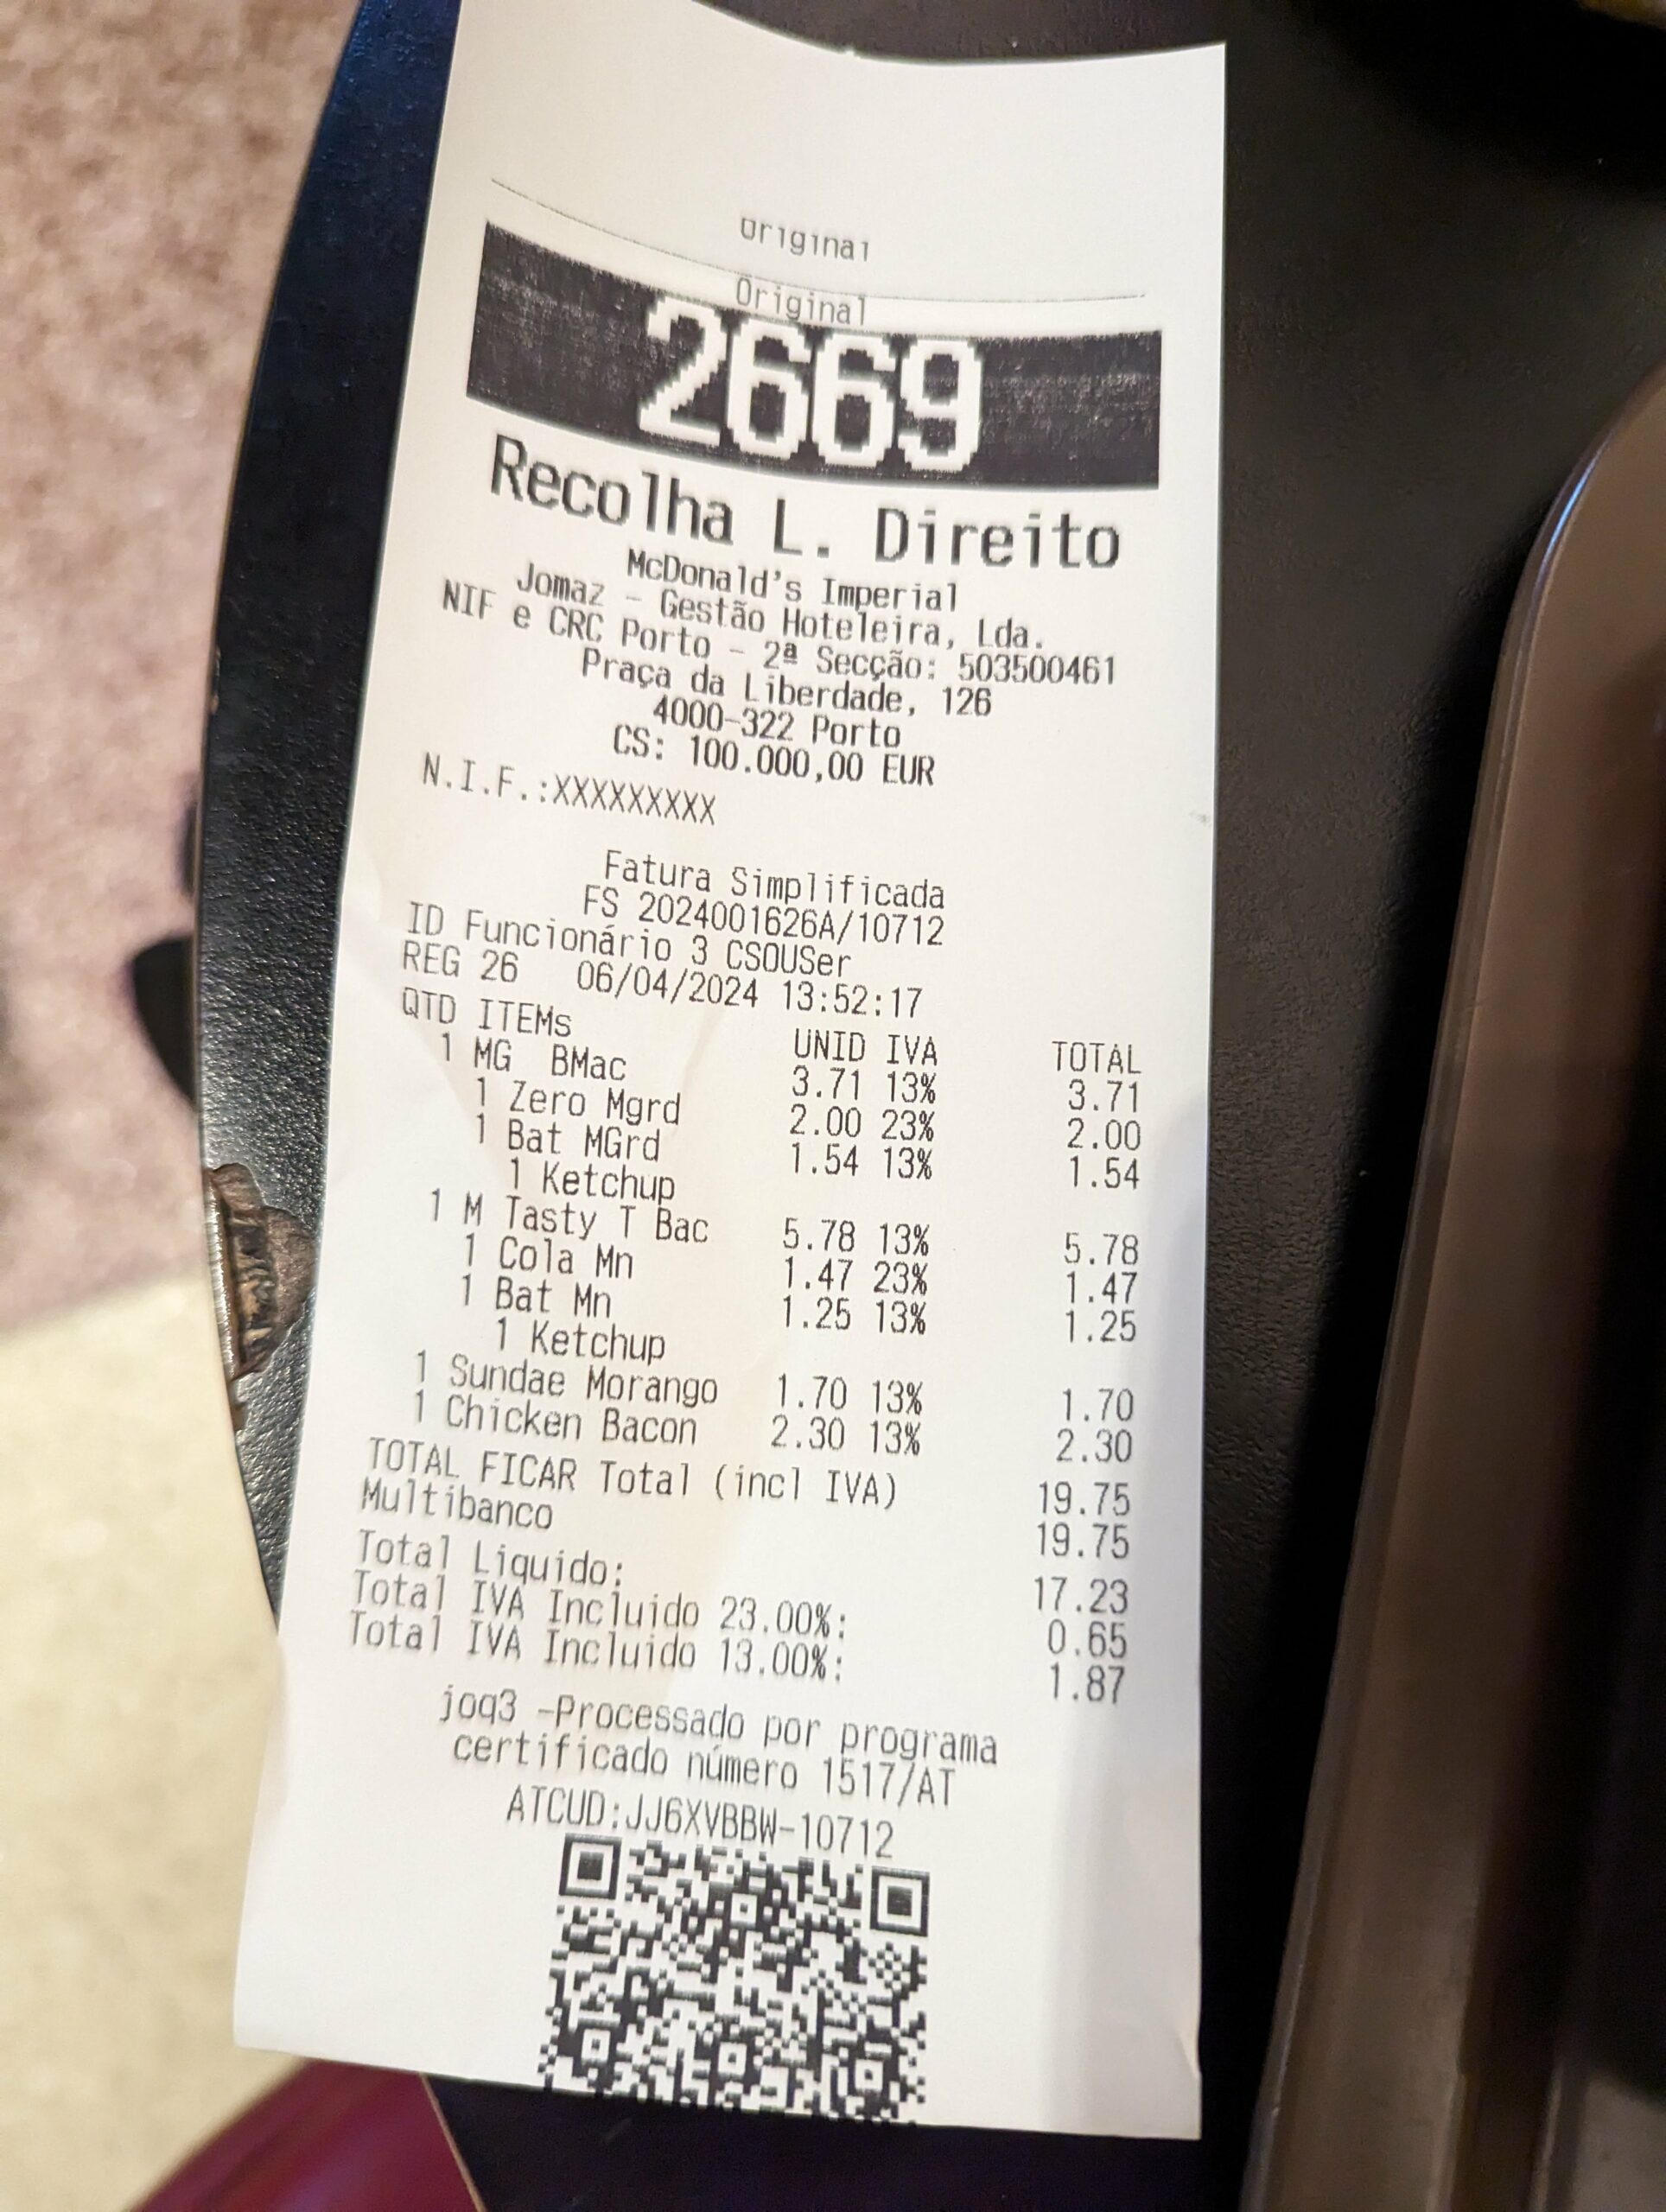 Original
Original
2669
Recolha L. Direito
McDonald's Imperial
Jomaz - Gestão Hoteleira, Lda.
NIF e CRC Porto - 2ª Secção: 503500461
Praça da Liberdade, 126
4000-322 Porto
CS: 100.000,00 EUR
N.I.F.:XXXXXXXXX
Fatura Simplificada
FS 2024001626A/10712
ID Funcionário 3 CSOUSer
REG 26 06/04/2024 13:52:17
QTD ITEMs UNID IVA TOTAL
1 MG BMac 3.71 13% 3.71
1 Zero Mgrd 2.00 23% 2.00
1 Bat MGrd 1.54 13% 1.54
1 Ketchup
1 M Tasty T Bac 5.78 13% 5.78
1 Cola Mn 1.47 23% 1.47
1 Bat Mn 1.25 13% 1.25
1 Ketchup
1 Sundae Morango 1.70 13% 1.70
1 Chicken Bacon 2.30 13% 2.30
TOTAL FICAR Total (incl IVA) 19.75
Multibanco 19.75
Total Liquido: 17.23
Total IVA Incluido 23.00%: 0.65
Total IVA Incluido 13.00%: 1.87
joq3 -Processado por programa
certificado número 1517/AT
ATCUD:JJ6XVBBW-10712